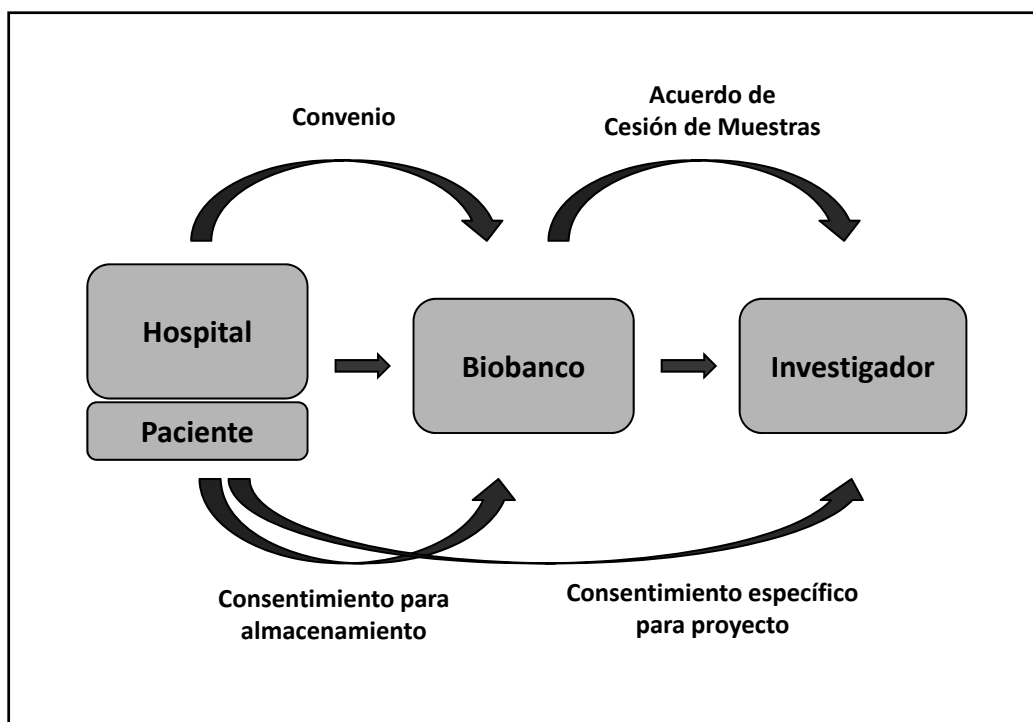 Convenio
Acuerdo de
Cesión de Muestras
Hospital
Paciente
Biobanco
Investigador
Consentimiento para
almacenamiento
Consentimiento específico
para proyecto